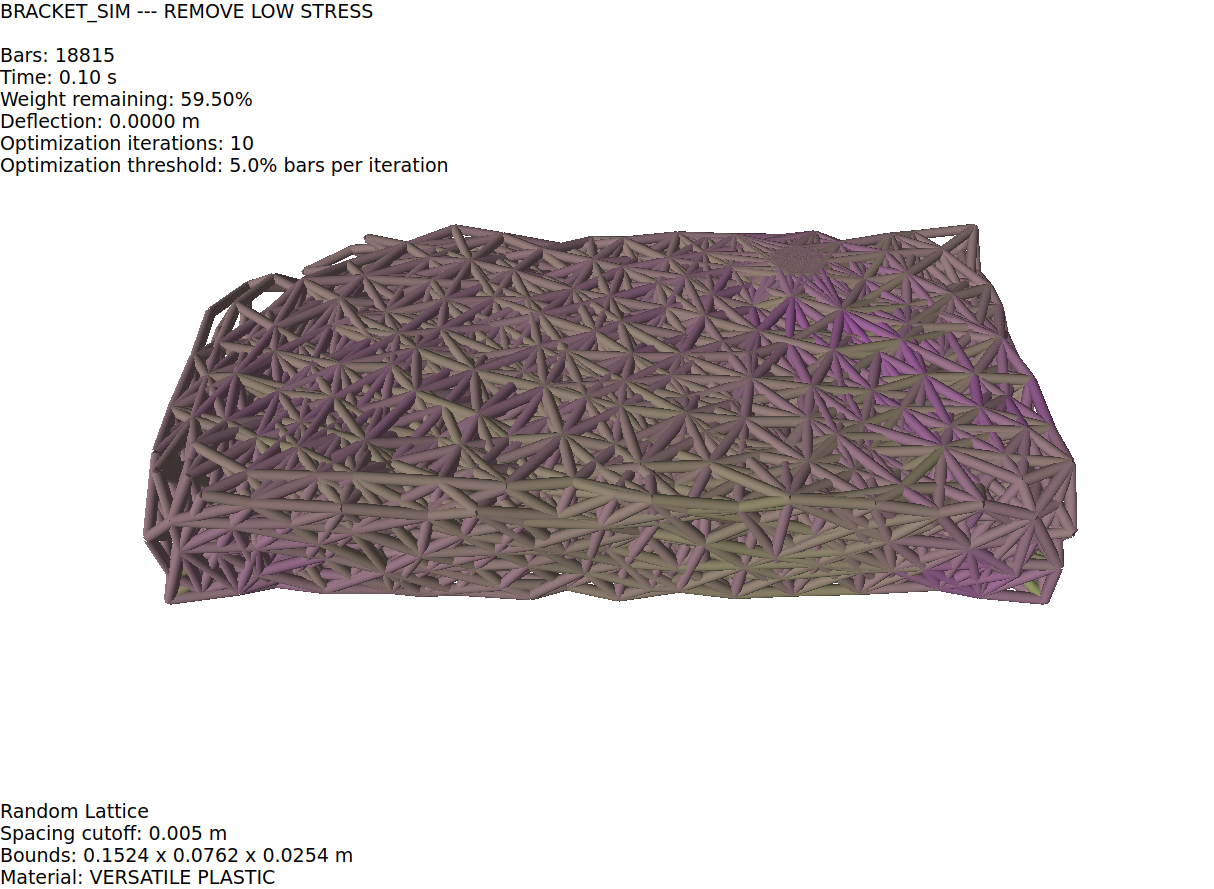 BRACKET_SIM --- REMOVE LOW STRESS
Bars: 18815
Time: 0.10 s
Weight remaining: 59.50%
Deflection: 0.0000 m
Optimization iterations: 10
Optimization threshold: 5.0% bars per iteration
Random Lattice
Spacing cutoff: 0.005 m
Bounds: 0.1524 x 0.0762 x 0.0254 m
Material: VERSATILE PLASTIC